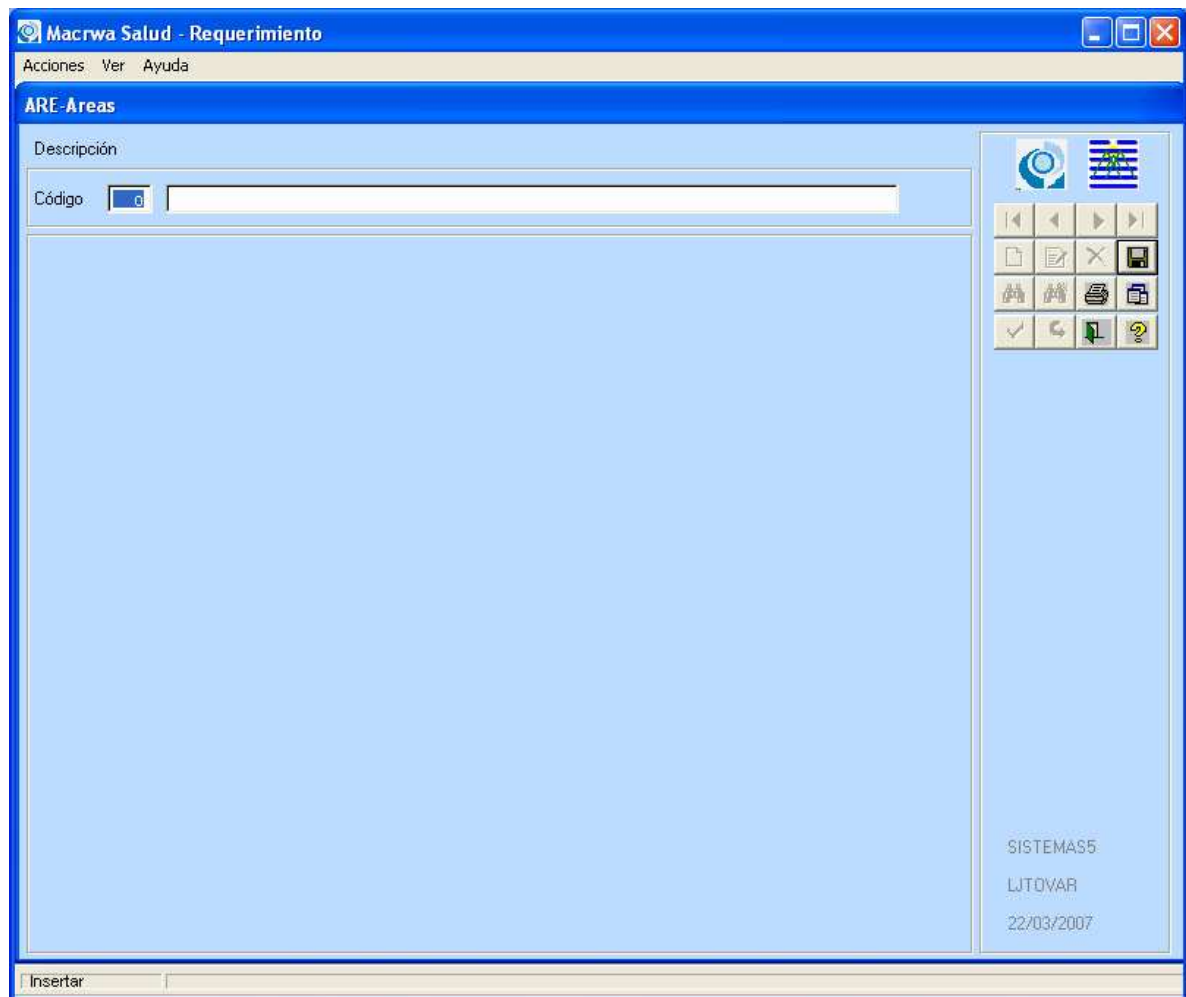 Macrwa Salud - Requerimiento
Acciones Ver Ayuda
ARE-Areas
Descripción
Código 0
SISTEMAS5
LJTOVAR
22/03/2007
Insertar